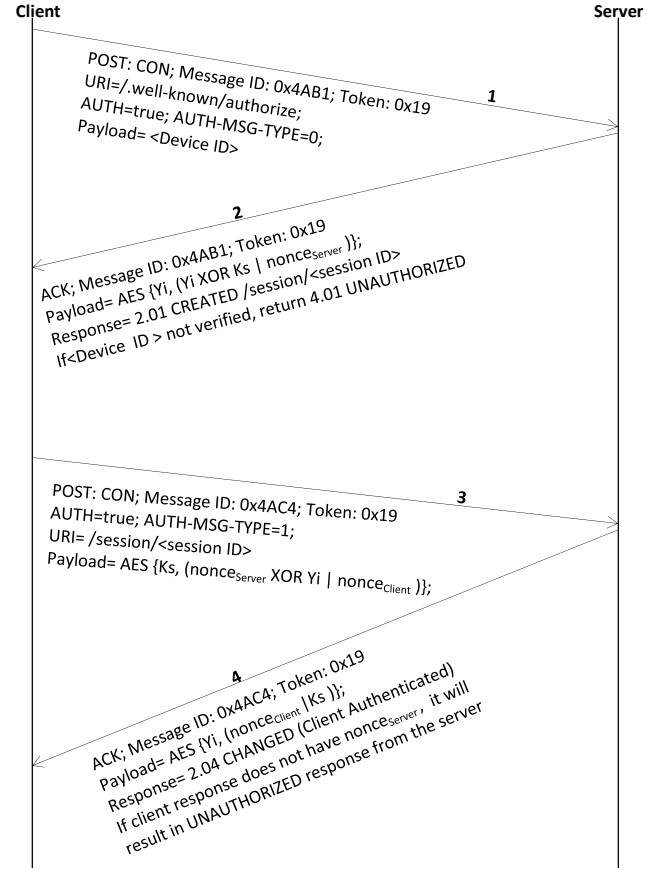 Client
Server
1
POST: CON; Message ID: 0x4AB1; Token: 0x19
URI=/.well-known/authorize;
AUTH=true; AUTH-MSG-TYPE=0;
Payload= <Device ID>
2
ACK; Message ID: 0x4AB1; Token: 0x19
Payload= AES {Yi, (Yi XOR Ks | nonceServer )};
Response= 2.01 CREATED /session/<session ID>
If<Device ID > not verified, return 4.01 UNAUTHORIZED
3
POST: CON; Message ID: 0x4AC4; Token: 0x19
AUTH=true; AUTH-MSG-TYPE=1;
URI= /session/<session ID>
Payload= AES {Ks, (nonceServer XOR Yi | nonceClient )};
4
ACK; Message ID: 0x4AC4; Token: 0x19
Payload= AES {Yi, (nonceClient |Ks )};
Response= 2.04 CHANGED (Client Authenticated)
If client response does not have nonceServer , it will
result in UNAUTHORIZED response from the server